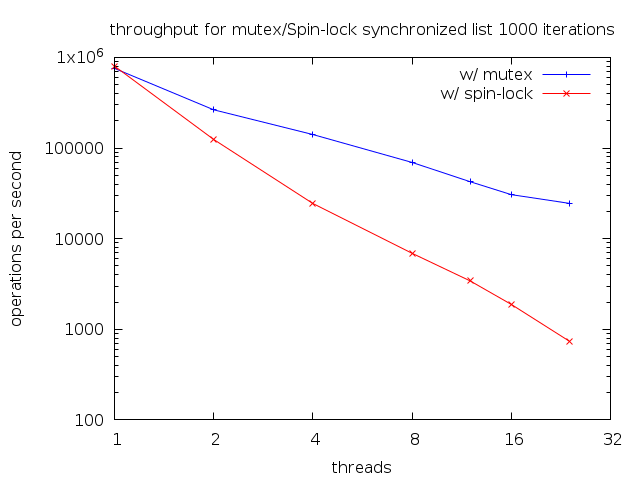 throughput for mutex/Spin-lock synchronized list 1000 iterations
1x10⁶
100000
10000
1000
100
operations per second
w/ mutex
w/ spin-lock
1 2 4 8 16 32
threads